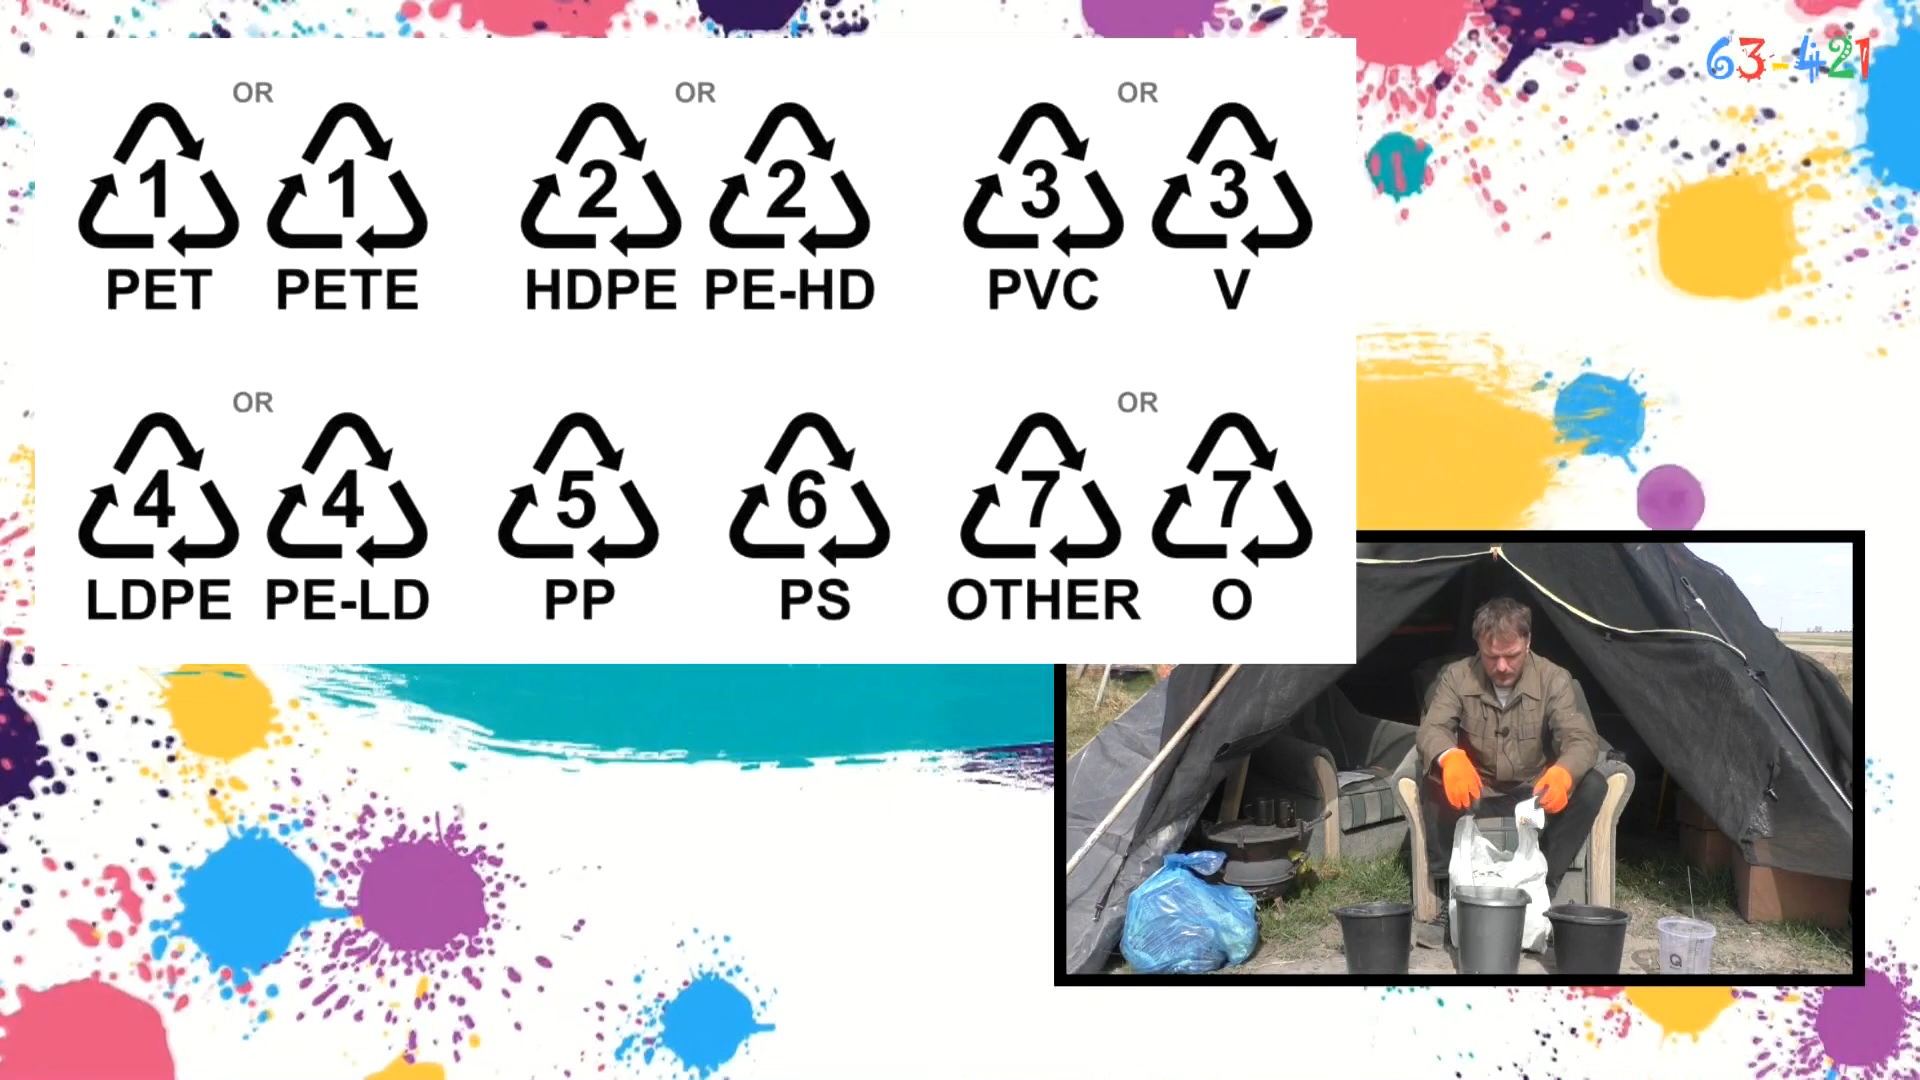 63-421
OR
1 1
PET PETE
OR
2 2
HDPE PE-HD
OR
3 3
PVC V
OR
4 4
LDPE PE-LD
5
PP
6
PS
OR
7 7
OTHER O